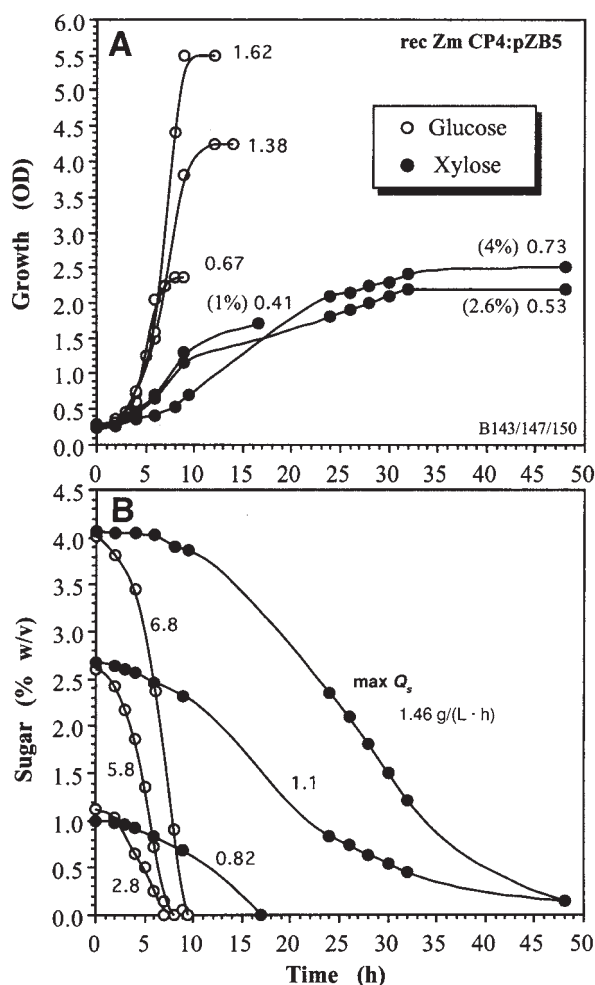 A
rec Zm CP4:pZB5
Growth (OD)
6.0
5.5
5.0
4.5
4.0
3.5
3.0
2.5
2.0
1.5
1.0
0.5
0.0
Glucose
Xylose
1.62
1.38
0.67
(1%) 0.41
(4%) 0.73
(2.6%) 0.53
B143/147/150
0 5 10 15 20 25 30 35 40 45 50
B
Sugar (% w/v)
4.5
4.0
3.5
3.0
2.5
2.0
1.5
1.0
0.5
0.0
6.8
5.8
2.8
max Qs
1.46 g/(L · h)
1.1
0.82
0 5 10 15 20 25 30 35 40 45 50
Time (h)